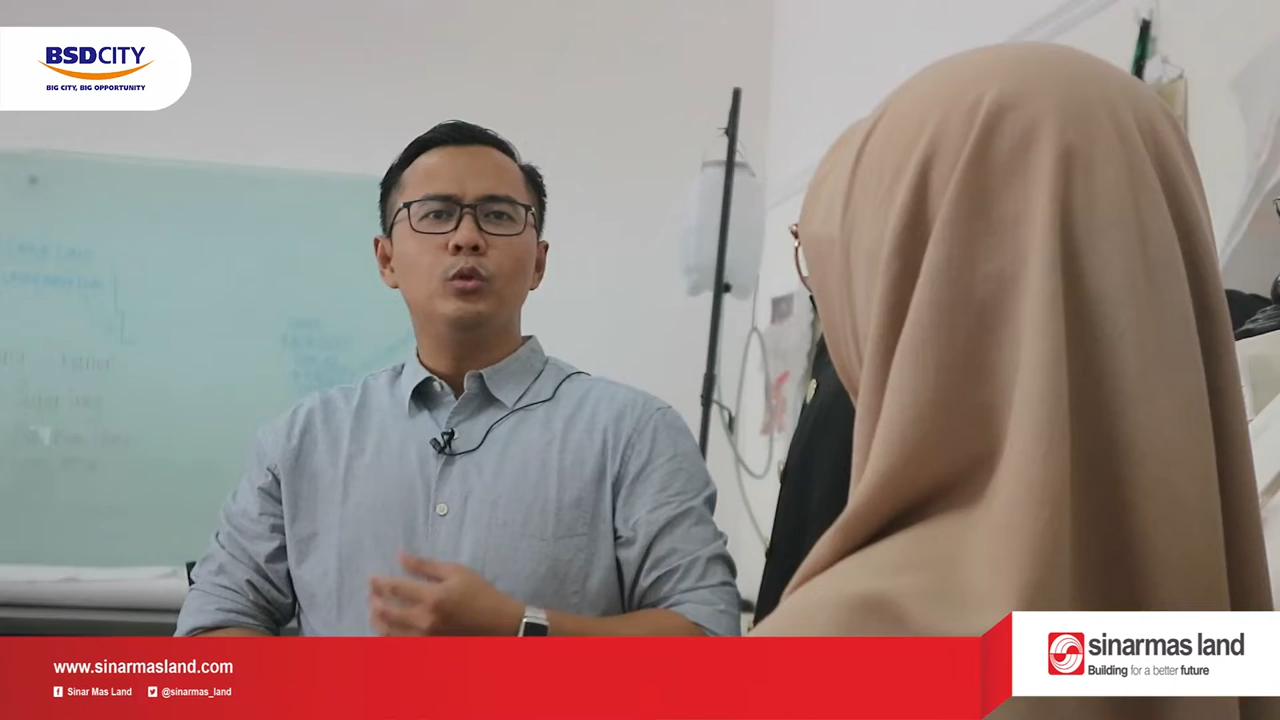 BSDCITY
BIG CITY, BIG OPPORTUNITY
www.sinarmasland.com
Sinar Mas Land @sinarmas_land
sinarmas land
Building for a better future